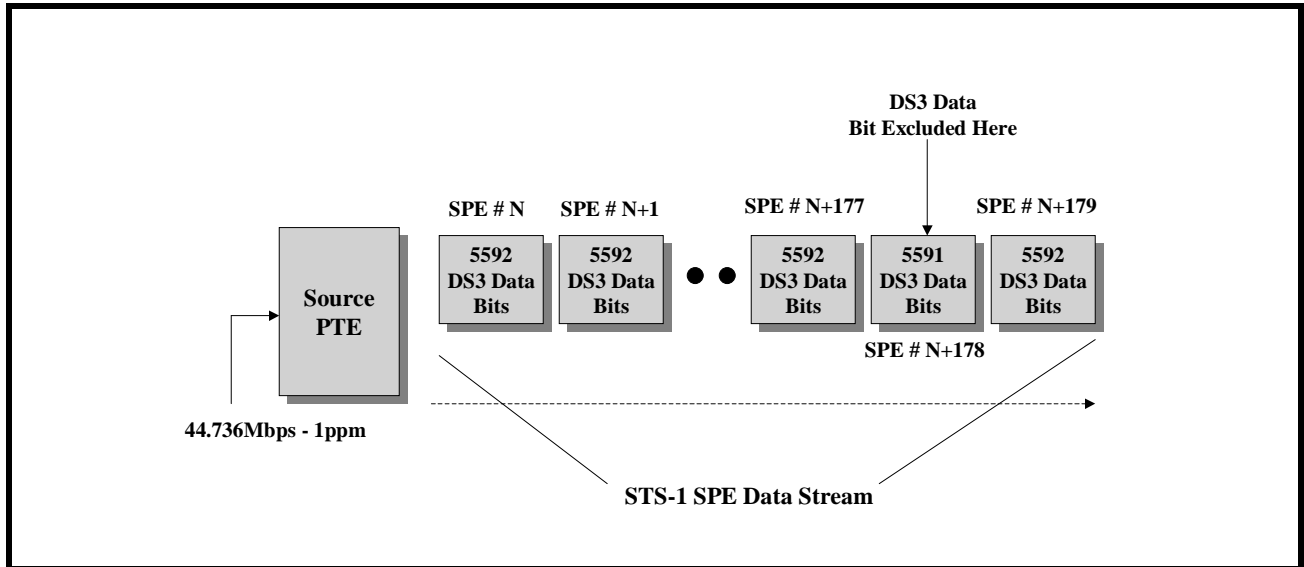 DS3 Data
Bit Excluded Here
SPE # N
SPE # N+1
SPE # N+177
SPE # N+179
Source
PTE
5592
DS3 Data
Bits
5592
DS3 Data
Bits
5592
DS3 Data
Bits
5591
DS3 Data
Bits
5592
DS3 Data
Bits
SPE # N+178
44.736Mbps - 1ppm
STS-1 SPE Data Stream